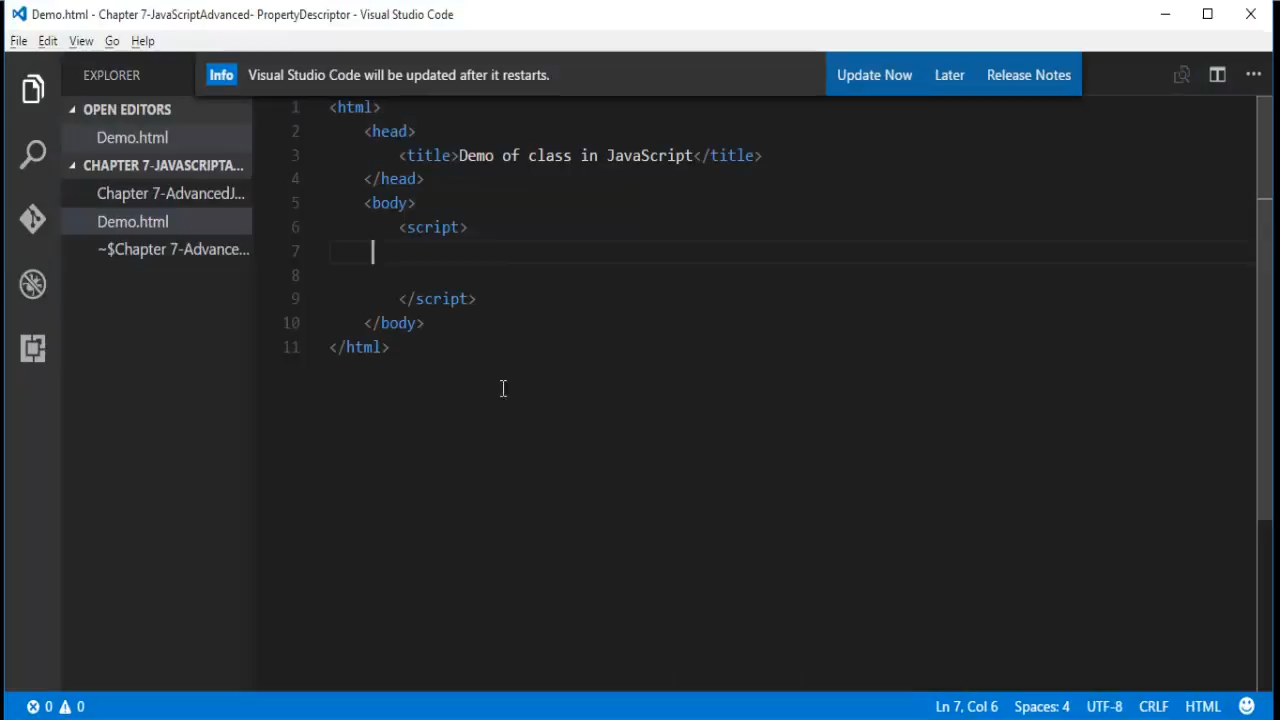 Demo.html - Chapter 7-JavaScriptAdvanced- PropertyDescriptor - Visual Studio Code
File Edit View Go Help
EXPLORER
Info Visual Studio Code will be updated after it restarts. Update Now Later Release Notes
OPEN EDITORS
Demo.html
CHAPTER 7-JAVASCRIPTA...
Chapter 7-AdvancedJ...
Demo.html
~$Chapter 7-Advance...
1 <html>
2 <head>
3 <title>Demo of class in JavaScript</title>
4 </head>
5 <body>
6 <script>
7
8
9 </script>
10 </body>
11 </html>
0 0 Ln 7, Col 6 Spaces: 4 UTF-8 CRLF HTML